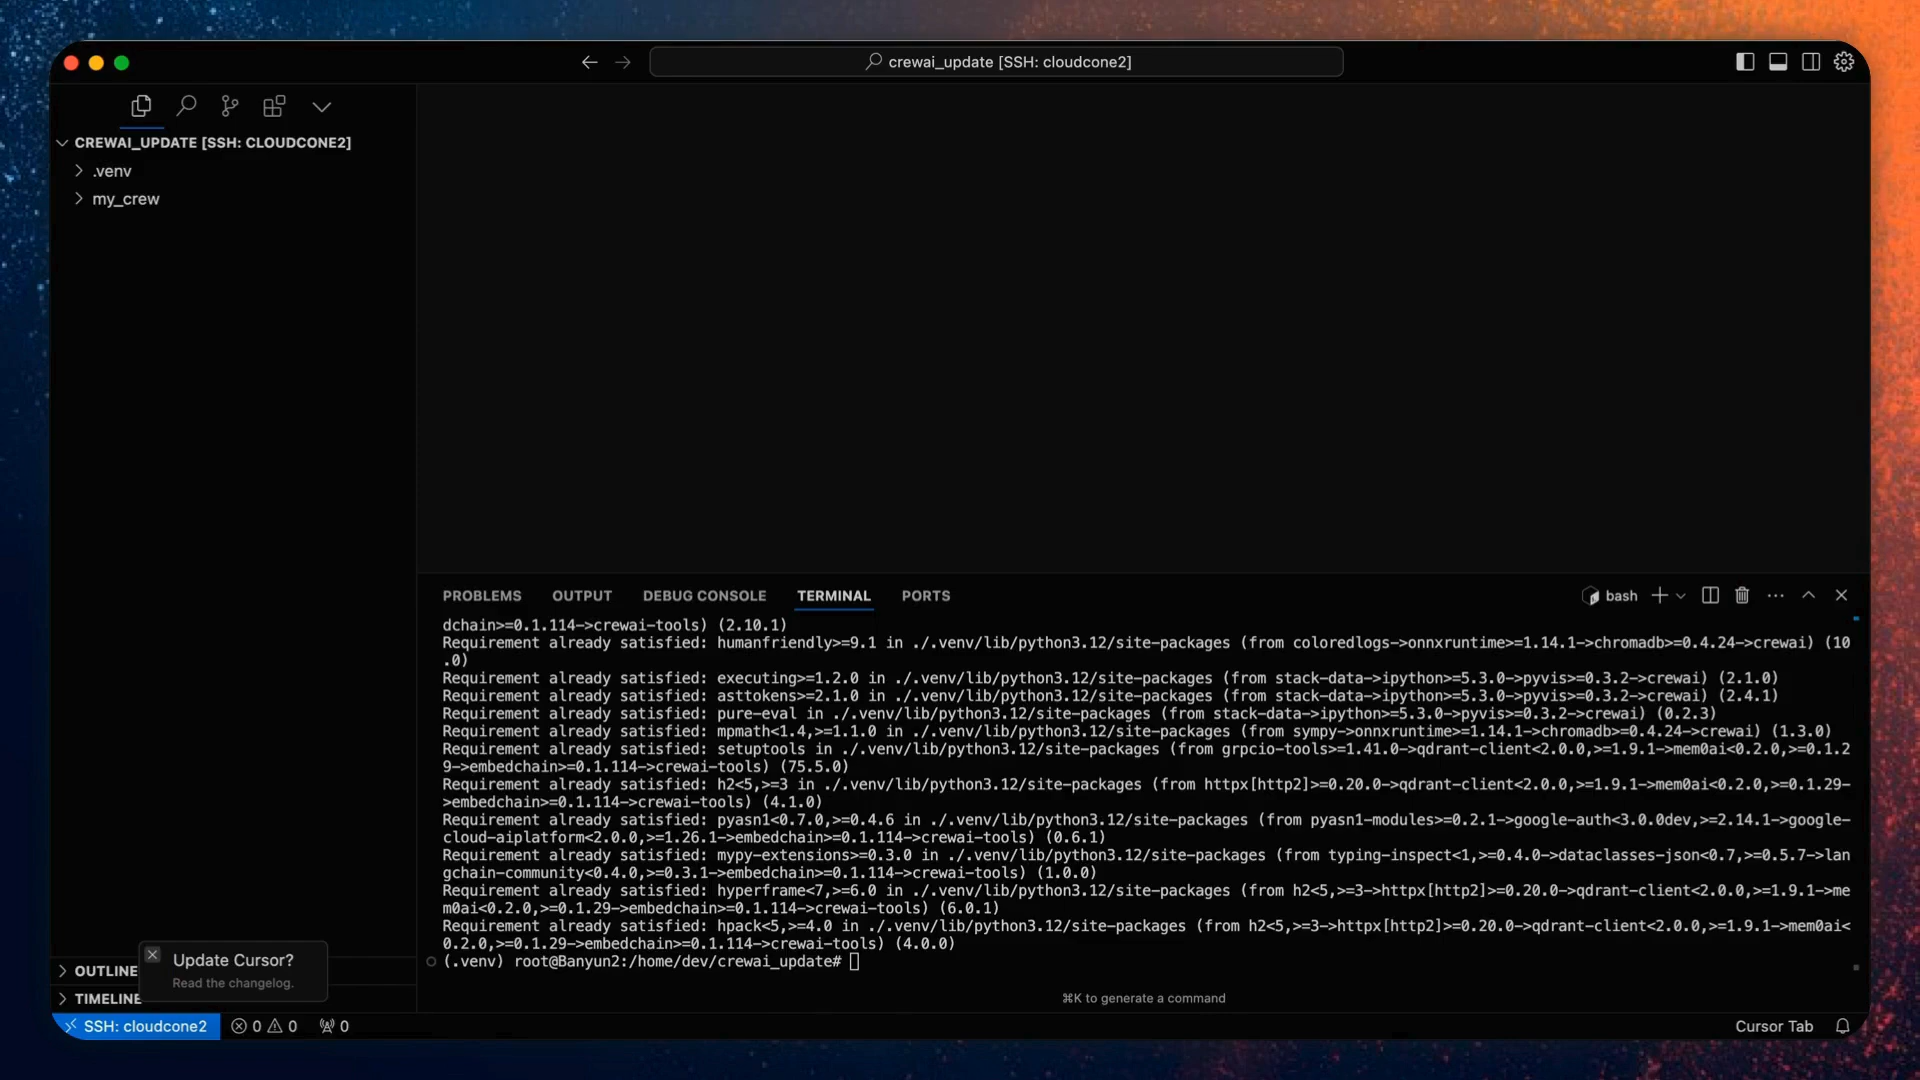 crewai_update [SSH: cloudcone2]
CREWAI_UPDATE [SSH: CLOUDCONE2]
.venv
my_crew
PROBLEMS OUTPUT DEBUG CONSOLE TERMINAL PORTS bash
dchain>=0.1.114->crewai-tools) (2.10.1)
Requirement already satisfied: humanfriendly>=9.1 in ./.venv/lib/python3.12/site-packages (from coloredlogs->onnxruntime>=1.14.1->chromadb>=0.4.24->crewai) (10
.0)
Requirement already satisfied: executing>=1.2.0 in ./.venv/lib/python3.12/site-packages (from stack-data->ipython>=5.3.0->pyvis>=0.3.2->crewai) (2.1.0)
Requirement already satisfied: asttokens>=2.1.0 in ./.venv/lib/python3.12/site-packages (from stack-data->ipython>=5.3.0->pyvis>=0.3.2->crewai) (2.4.1)
Requirement already satisfied: pure-eval in ./.venv/lib/python3.12/site-packages (from stack-data->ipython>=5.3.0->pyvis>=0.3.2->crewai) (0.2.3)
Requirement already satisfied: mpmath<1.4,>=1.1.0 in ./.venv/lib/python3.12/site-packages (from sympy->onnxruntime>=1.14.1->chromadb>=0.4.24->crewai) (1.3.0)
Requirement already satisfied: setuptools in ./.venv/lib/python3.12/site-packages (from grpcio-tools>=1.41.0->qdrant-client<2.0.0,>=1.9.1->mem0ai<0.2.0,>=0.1.2
9->embedchain>=0.1.114->crewai-tools) (75.5.0)
Requirement already satisfied: h2<5,>=3 in ./.venv/lib/python3.12/site-packages (from httpx[http2]>=0.20.0->qdrant-client<2.0.0,>=1.9.1->mem0ai<0.2.0,>=0.1.29-
>embedchain>=0.1.114->crewai-tools) (4.1.0)
Requirement already satisfied: pyasn1<0.7.0,>=0.4.6 in ./.venv/lib/python3.12/site-packages (from pyasn1-modules>=0.2.1->google-auth<3.0.0dev,>=2.14.1->google-
cloud-aiplatform<2.0.0,>=1.26.1->embedchain>=0.1.114->crewai-tools) (0.6.1)
Requirement already satisfied: mypy-extensions>=0.3.0 in ./.venv/lib/python3.12/site-packages (from typing-inspect<1,>=0.4.0->dataclasses-json<0.7,>=0.5.7->lan
gchain-community<0.4.0,>=0.3.1->embedchain>=0.1.114->crewai-tools) (1.0.0)
Requirement already satisfied: hyperframe<7,>=6.0 in ./.venv/lib/python3.12/site-packages (from h2<5,>=3->httpx[http2]>=0.20.0->qdrant-client<2.0.0,>=1.9.1->me
m0ai<0.2.0,>=0.1.29->embedchain>=0.1.114->crewai-tools) (6.0.1)
Requirement already satisfied: hpack<5,>=4.0 in ./.venv/lib/python3.12/site-packages (from h2<5,>=3->httpx[http2]>=0.20.0->qdrant-client<2.0.0,>=1.9.1->mem0ai<
0.2.0,>=0.1.29->embedchain>=0.1.114->crewai-tools) (4.0.0)
(.venv) root@Banyun2:/home/dev/crewai_update#
⌘K to generate a command
OUTLINE
TIMELINE
Update Cursor?
Read the changelog.
SSH: cloudcone2 0 0 0 Cursor Tab